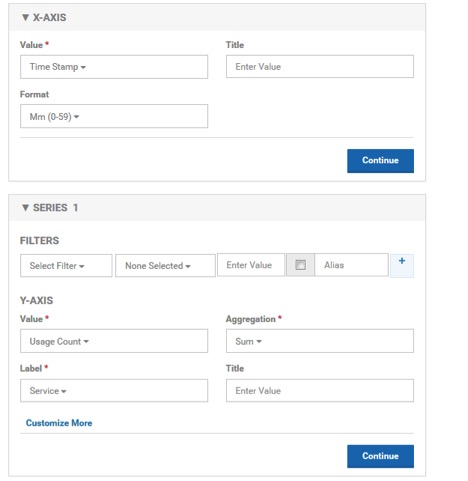 ▼ X-AXIS
Value * Title
Time Stamp Enter Value
Format
Mm (0-59)
Continue
▼ SERIES 1
FILTERS
Select Filter None Selected Enter Value Alias +
Y-AXIS
Value * Aggregation *
Usage Count Sum
Label * Title
Service Enter Value
Customize More
Continue